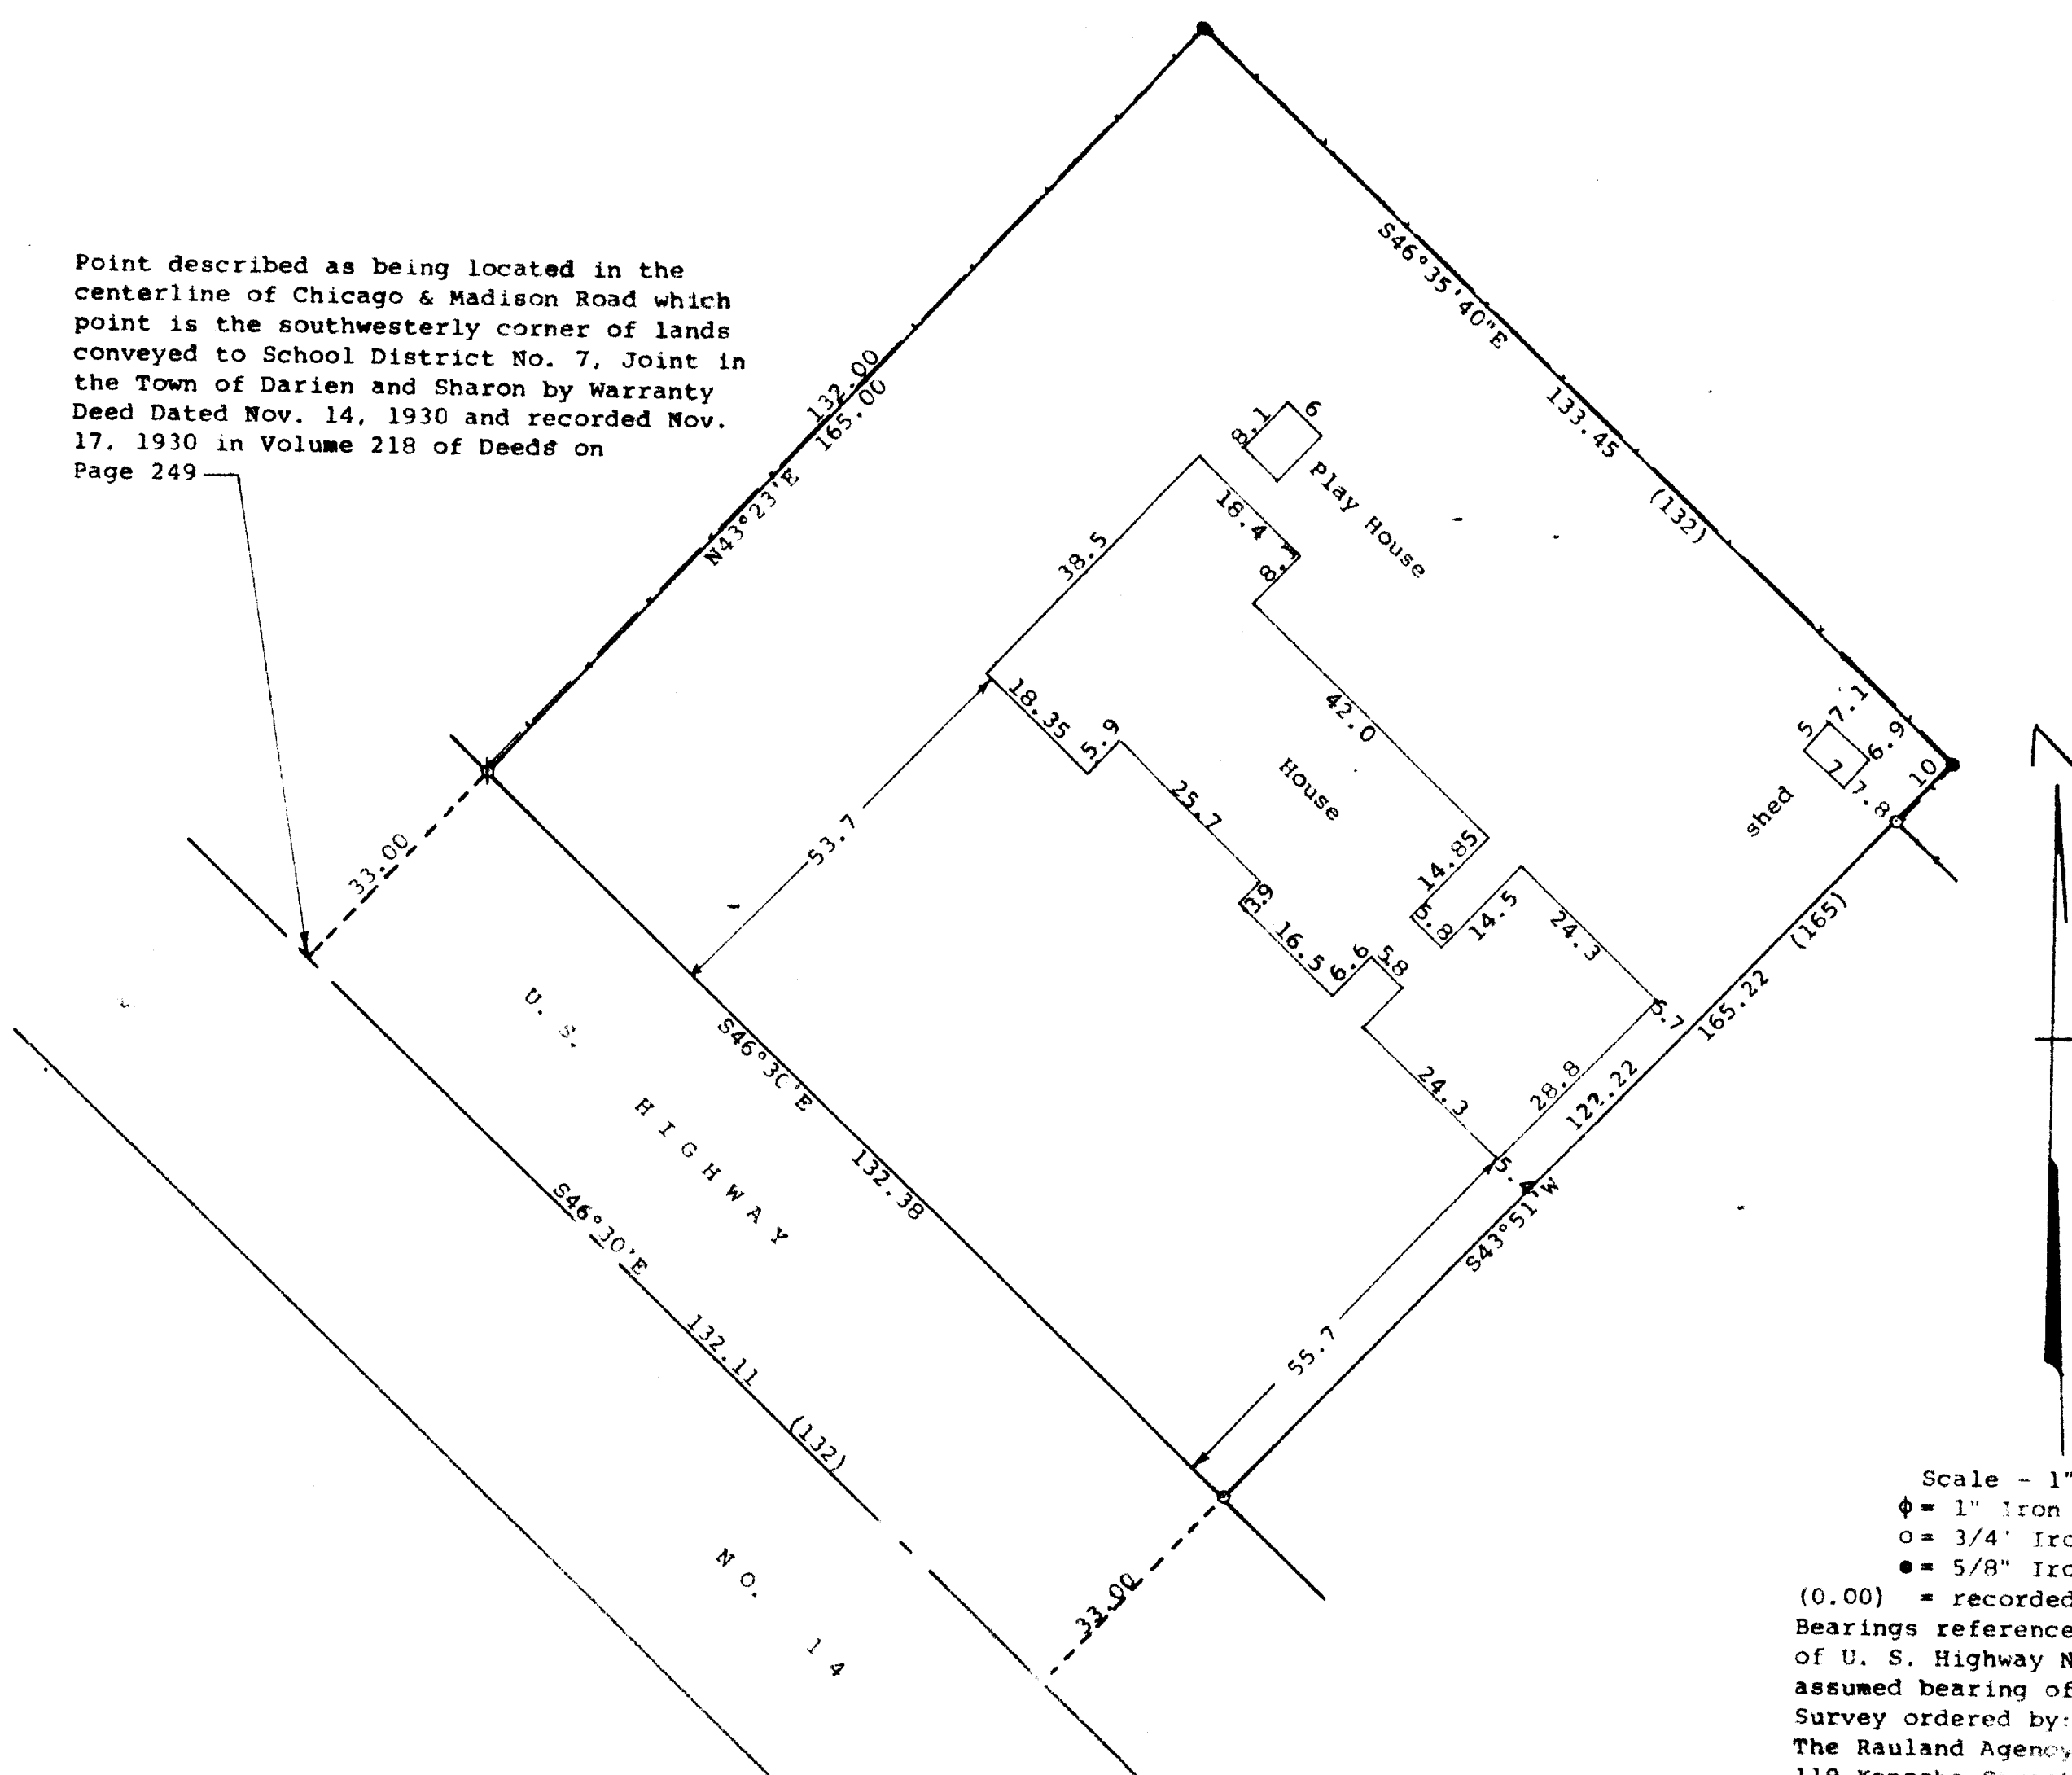 Point described as being located in the
centerline of Chicago & Madison Road which
point is the southwesterly corner of lands
conveyed to School District No. 7, Joint in
the Town of Darien and Sharon by Warranty
Deed Dated Nov. 14, 1930 and recorded Nov.
17, 1930 in Volume 218 of Deeds on
Page 249
N43°23'E 132.00
165.00
S46°35'40"E 133.45 (132)
8.1
6
Play House
38.5
18.4
8.1
42.0
18.35
5.9
25.7
House
53.7
3.9
16.5
6.6
5.8
14.85
5.8
14.5
24.3
5.7
28.8
24.3
5.4
5
7.1
6.9
7
7.8
10
shed
33.00
U. S. HIGHWAY NO. 14
S46°30'E 132.38
S46°30'E 132.11 (132)
55.7
S43°51'W 122.22 165.22 (165)
33.00
Scale - 1"
ϕ= 1" Iron
o= 3/4" Iro
●= 5/8" Iro
(0.00) = recorded
Bearings reference
of U. S. Highway N
assumed bearing of
Survey ordered by:
The Rauland Agency